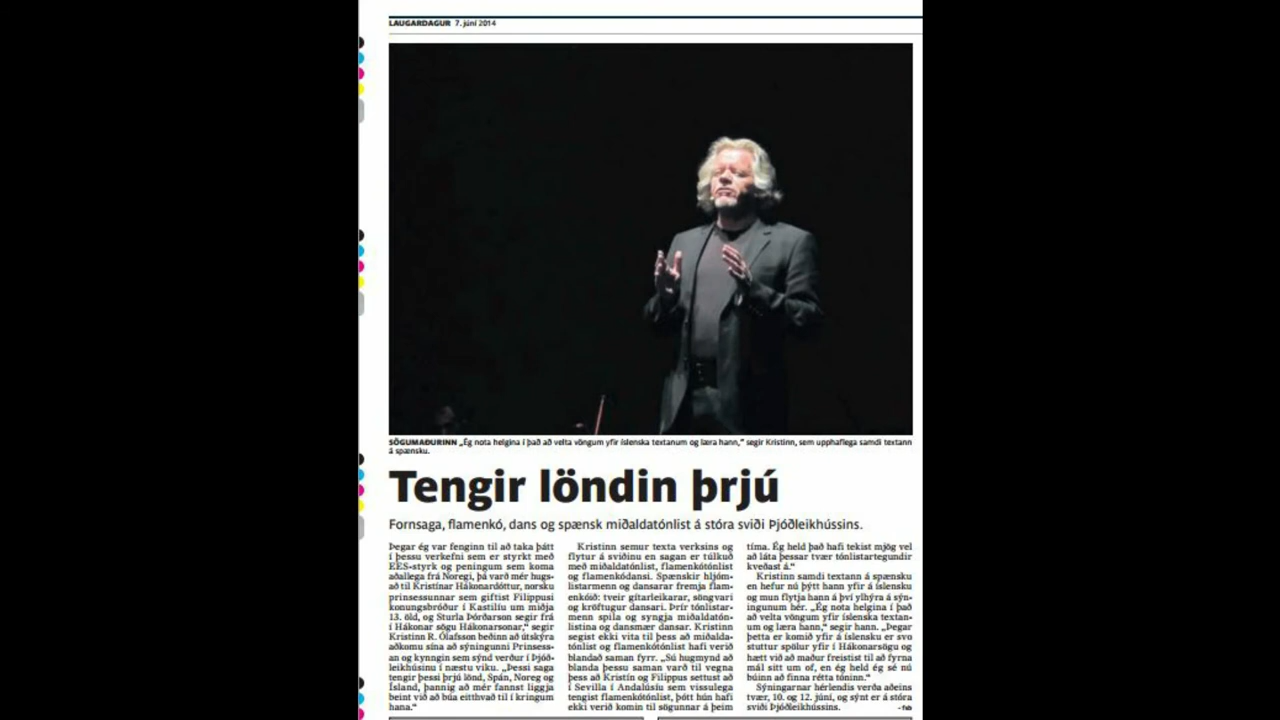 LAUGARDAGUR 7. júní 2014
SÖGUMAÐURINN „Ég nota helgina í það að velta vöngum yfir íslenska textanum og læra hann,“ segir Kristinn, sem upphaflega samdi textann
á spænsku.
Tengir löndin þrjú
Fornsaga, flamenkó, dans og spænsk miðaldatónlist á stóra sviði Þjóðleikhússins.
Þegar ég var fenginn til að taka þátt
í þessu verkefni sem er styrkt með
EES-styrk og peningum sem koma
aðallega frá Noregi, þá varð mér hugs-
að til Kristínar Hákonardóttur, norsku
prinsessunnar sem giftist Filippusi
konungsbróður í Kastilíu um miðja
13. öld, og Sturla Þórðarson segir frá
í Hákonar sögu Hákonarsonar,“ segir
Kristinn R. Ólafsson beðinn að útskýra
aðkomu sína að sýningunni Prinsess-
an og kynngin sem sýnd verður í Þjóð-
leikhúsinu í næstu viku. „Þessi saga
tengir þessi þrjú lönd, Spán, Noreg og
Ísland, þannig að mér fannst liggja
beint við að búa eitthvað til í kringum
hana.“
Kristinn semur texta verksins og
flytur á sviðinu en sagan er túlkuð
með miðaldatónlist, flamenkótónlist
og flamenkódansi. Spænskir hljóm-
listarmenn og dansarar fremja flam-
enkóið: tveir gítarleikarar, söngvari
og kröftugur dansari. Þrír tónlistar-
menn spila og syngja miðaldatón-
listina og dansmær dansar. Kristinn
segist ekki vita til þess að miðalda-
tónlist og flamenkótónlist hafi verið
blandað saman fyrr. „Sú hugmynd að
blanda þessu saman varð til vegna
þess að Kristín og Filippus settust að
í Sevilla í Andalúsíu sem vissulega
tengist flamenkótónlist, þótt hún hafi
ekki verið komin til sögunnar á þeim
tíma. Ég held það hafi tekist mjög vel
að láta þessar tvær tónlistartegundir
kveðast á.“
Kristinn samdi textann á spænsku
en hefur nú þýtt hann yfir á íslensku
og mun flytja hann á því ylhýra á sýn-
ingunum hér. „Ég nota helgina í það
að velta vöngum yfir íslenska textan-
um og læra hann,“ segir hann. „Þegar
þetta er komið yfir á íslensku er svo
stuttur spölur yfir í Hákonarsögu og
hætt við að maður freistist til að fyrna
mál sitt um of, en ég held ég sé nú
búinn að finna rétta tóninn.“
Sýningarnar hérlendis verða aðeins
tvær, 10. og 12. júní, og sýnt er á stóra
sviði Þjóðleikhússins.